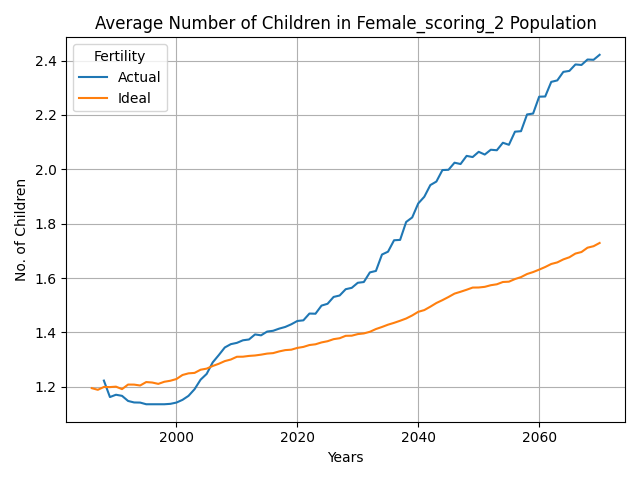 Average Number of Children in Female_scoring_2 Population
Fertility
Actual
Ideal
No. of Children
2.4
2.2
2.0
1.8
1.6
1.4
1.2
2000
2020
2040
2060
Years